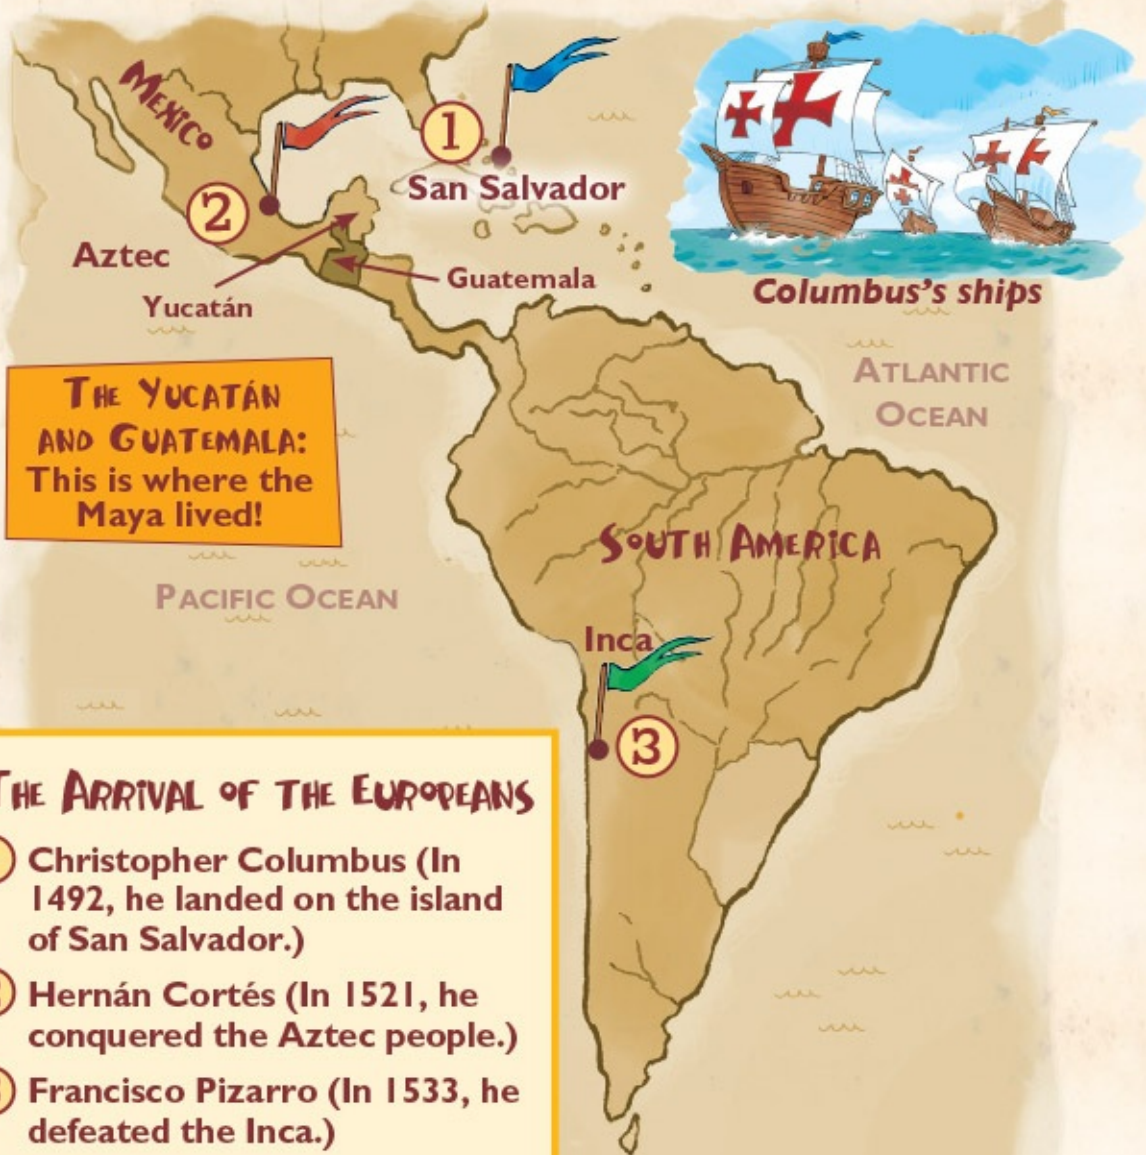 MEXICO
1
San Salvador
2
Aztec
Yucatán
Guatemala
Columbus's ships
ATLANTIC
OCEAN
THE YUCATÁN
AND GUATEMALA:
This is where the
Maya lived!
PACIFIC OCEAN
SOUTH AMERICA
Inca
3
THE ARRIVAL OF THE EUROPEANS
Christopher Columbus (In
1492, he landed on the island
of San Salvador.)
Hernán Cortés (In 1521, he
conquered the Aztec people.)
Francisco Pizarro (In 1533, he
defeated the Inca.)